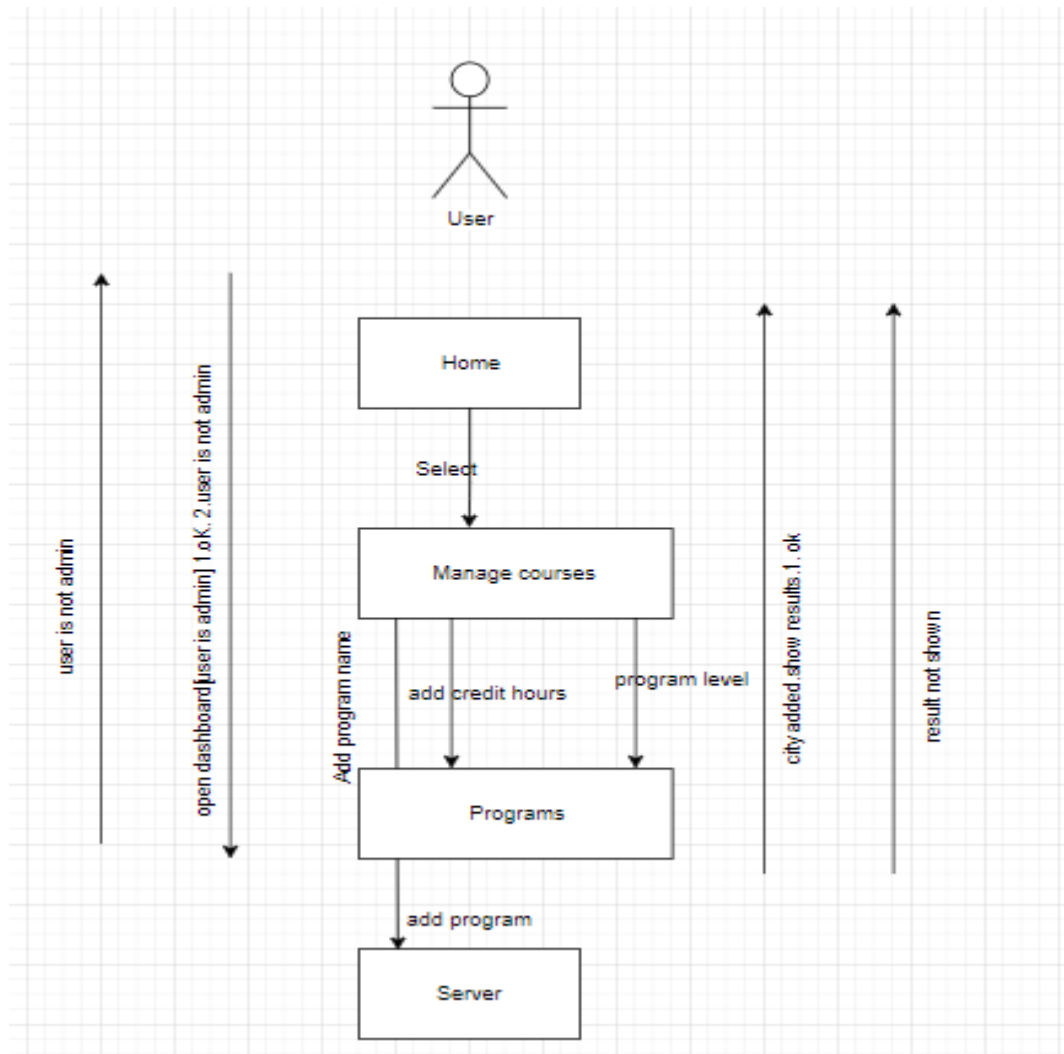 User
Home
Select
Manage courses
user is not admin
open dashboard[user is admin] 1.oK. 2.user is not admin
Add program name
add credit hours
program level
city added.show results.1. ok
result not shown
Programs
add program
Server